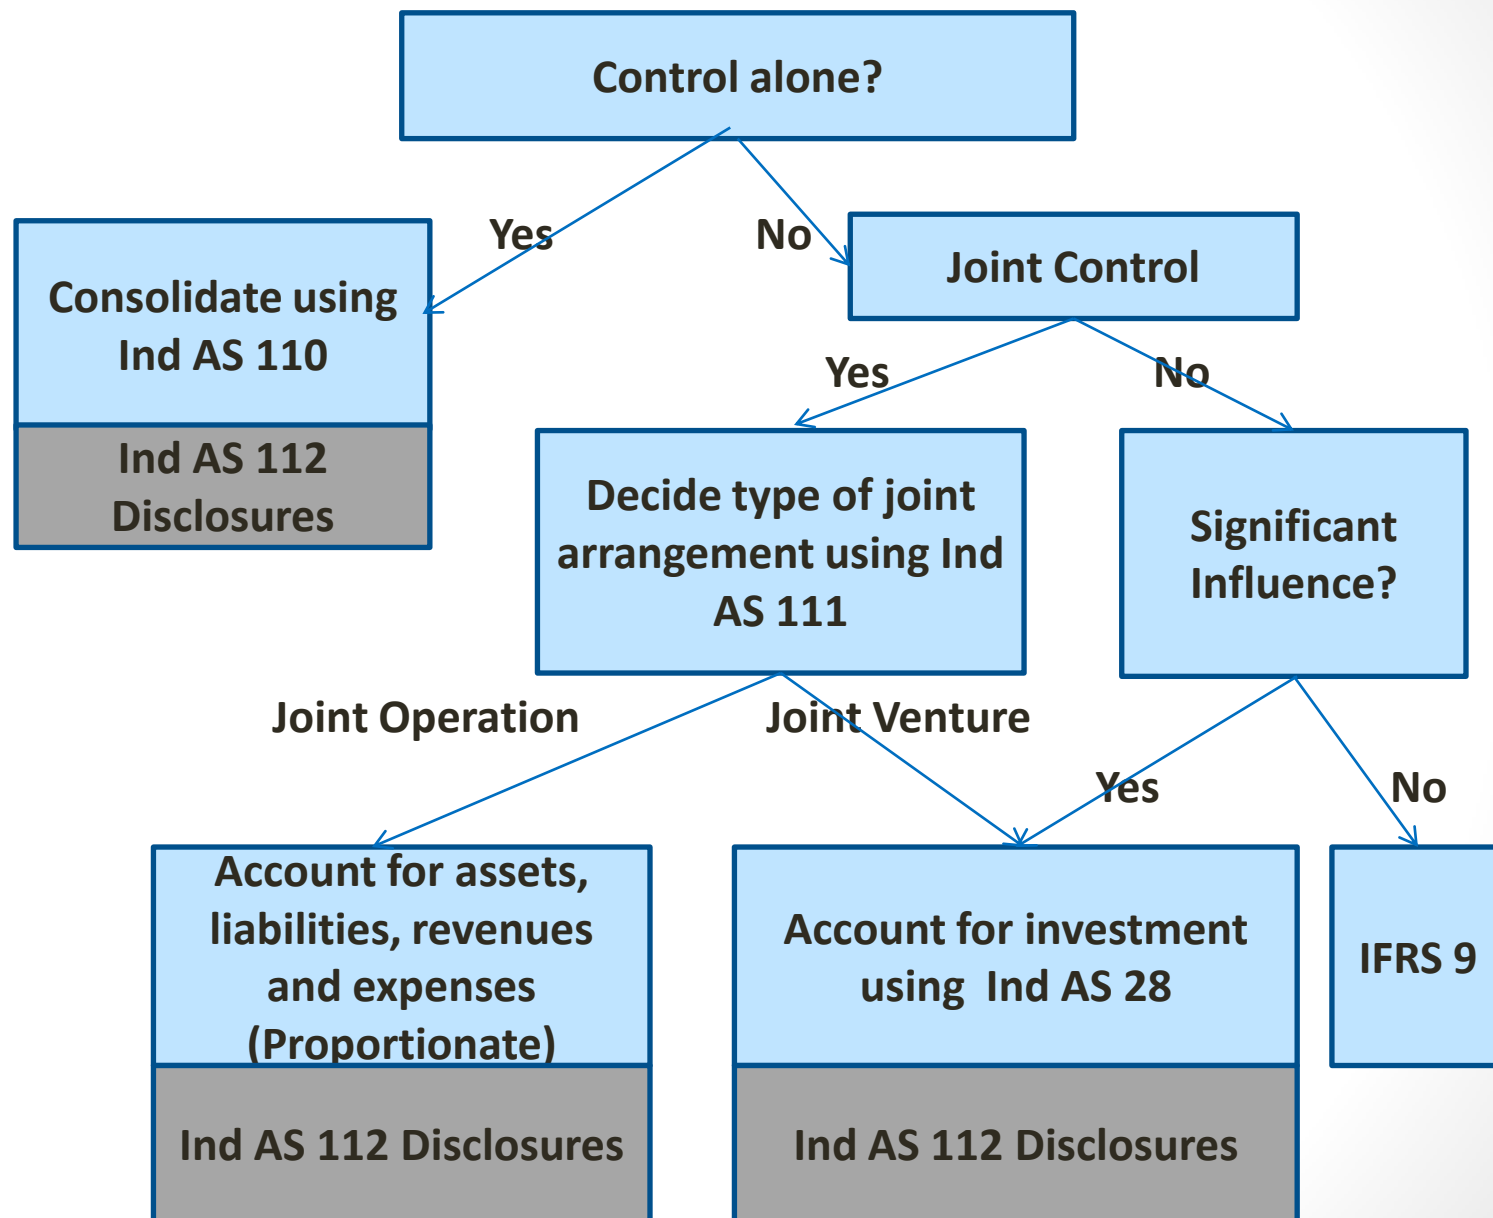 Control alone?
Yes
No
Consolidate using
Ind AS 110
Joint Control
Ind AS 112
Disclosures
Yes
No
Decide type of joint
arrangement using Ind
AS 111
Significant
Influence?
Joint Operation
Joint Venture
Yes
No
Account for assets,
liabilities, revenues
and expenses
(Proportionate)
Account for investment
using Ind AS 28
IFRS 9
Ind AS 112 Disclosures
Ind AS 112 Disclosures